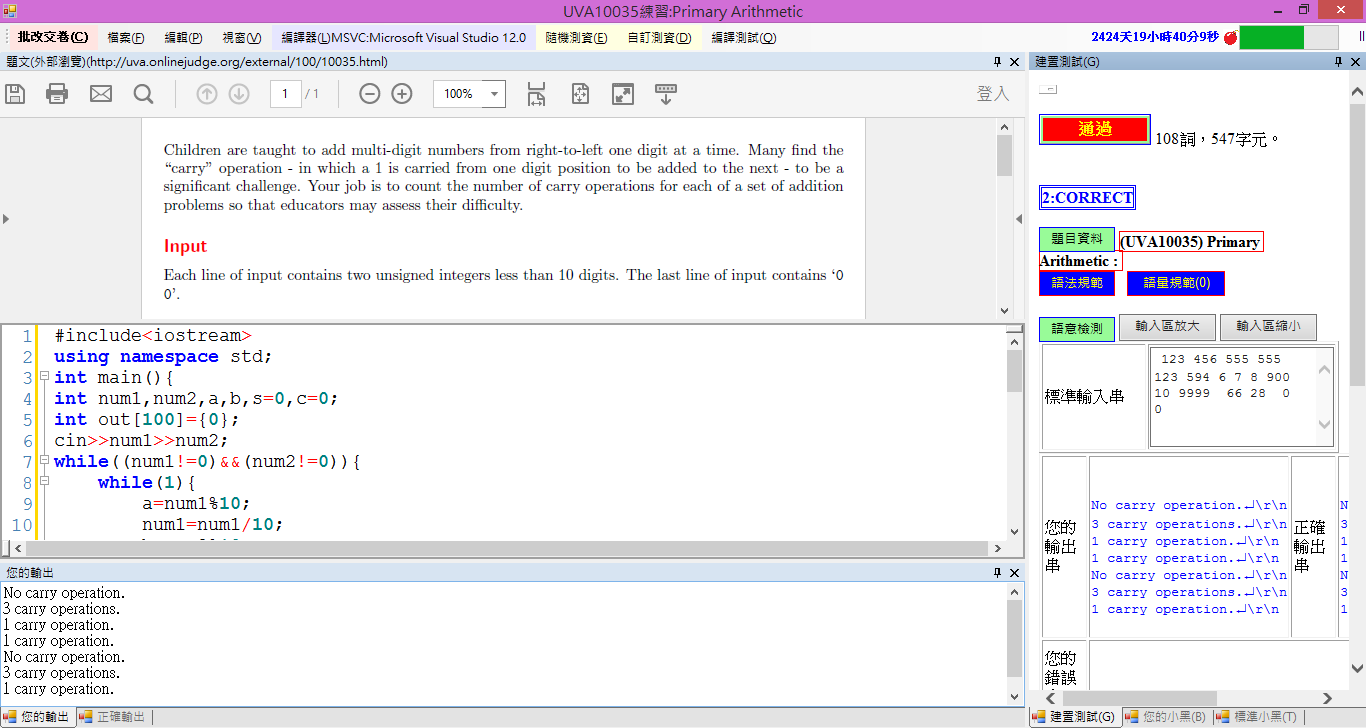 UVA10035練習:Primary Arithmetic
批改交卷(C) 檔案(F) 編輯(P) 視窗(V) 編譯器(L)MSVC:Microsoft Visual Studio 12.0 隨機測資(E) 自訂測資(D) 編譯測試(Q) 2424天19小時40分9秒
題文(外部瀏覽)(http://uva.onlinejudge.org/external/100/10035.html)
1 / 1 100% 登入
Children are taught to add multi-digit numbers from right-to-left one digit at a time. Many find the
“carry” operation - in which a 1 is carried from one digit position to be added to the next - to be a
significant challenge. Your job is to count the number of carry operations for each of a set of addition
problems so that educators may assess their difficulty.
Input
Each line of input contains two unsigned integers less than 10 digits. The last line of input contains ‘0
0’.
1 #include<iostream>
2 using namespace std;
3 int main(){
4 int num1,num2,a,b,s=0,c=0;
5 int out[100]={0};
6 cin>>num1>>num2;
7 while((num1!=0)&&(num2!=0)){
8 while(1){
9 a=num1%10;
10 num1=num1/10;
您的輸出
No carry operation.
3 carry operations.
1 carry operation.
1 carry operation.
No carry operation.
3 carry operations.
1 carry operation.
您的輸出 正確輸出
建置測試(G)
通過 108詞，547字元。
2:CORRECT
題目資料 (UVA10035) Primary
Arithmetic :
語法規範 語量規範(0)
語意檢測 輸入區放大 輸入區縮小
標準輸入串
123 456 555 555
123 594 6 7 8 900
10 9999 66 28 0
0
您的
輸出
串
No carry operation.↵\r\n
3 carry operations.↵\r\n
1 carry operation.↵\r\n
1 carry operation.↵\r\n
No carry operation.↵\r\n
3 carry operations.↵\r\n
1 carry operation.↵\r\n
正確
輸出
串
N
3
1
1
N
3
1
您的
錯誤
建置測試(G) 您的小黑(B) 標準小黑(T)